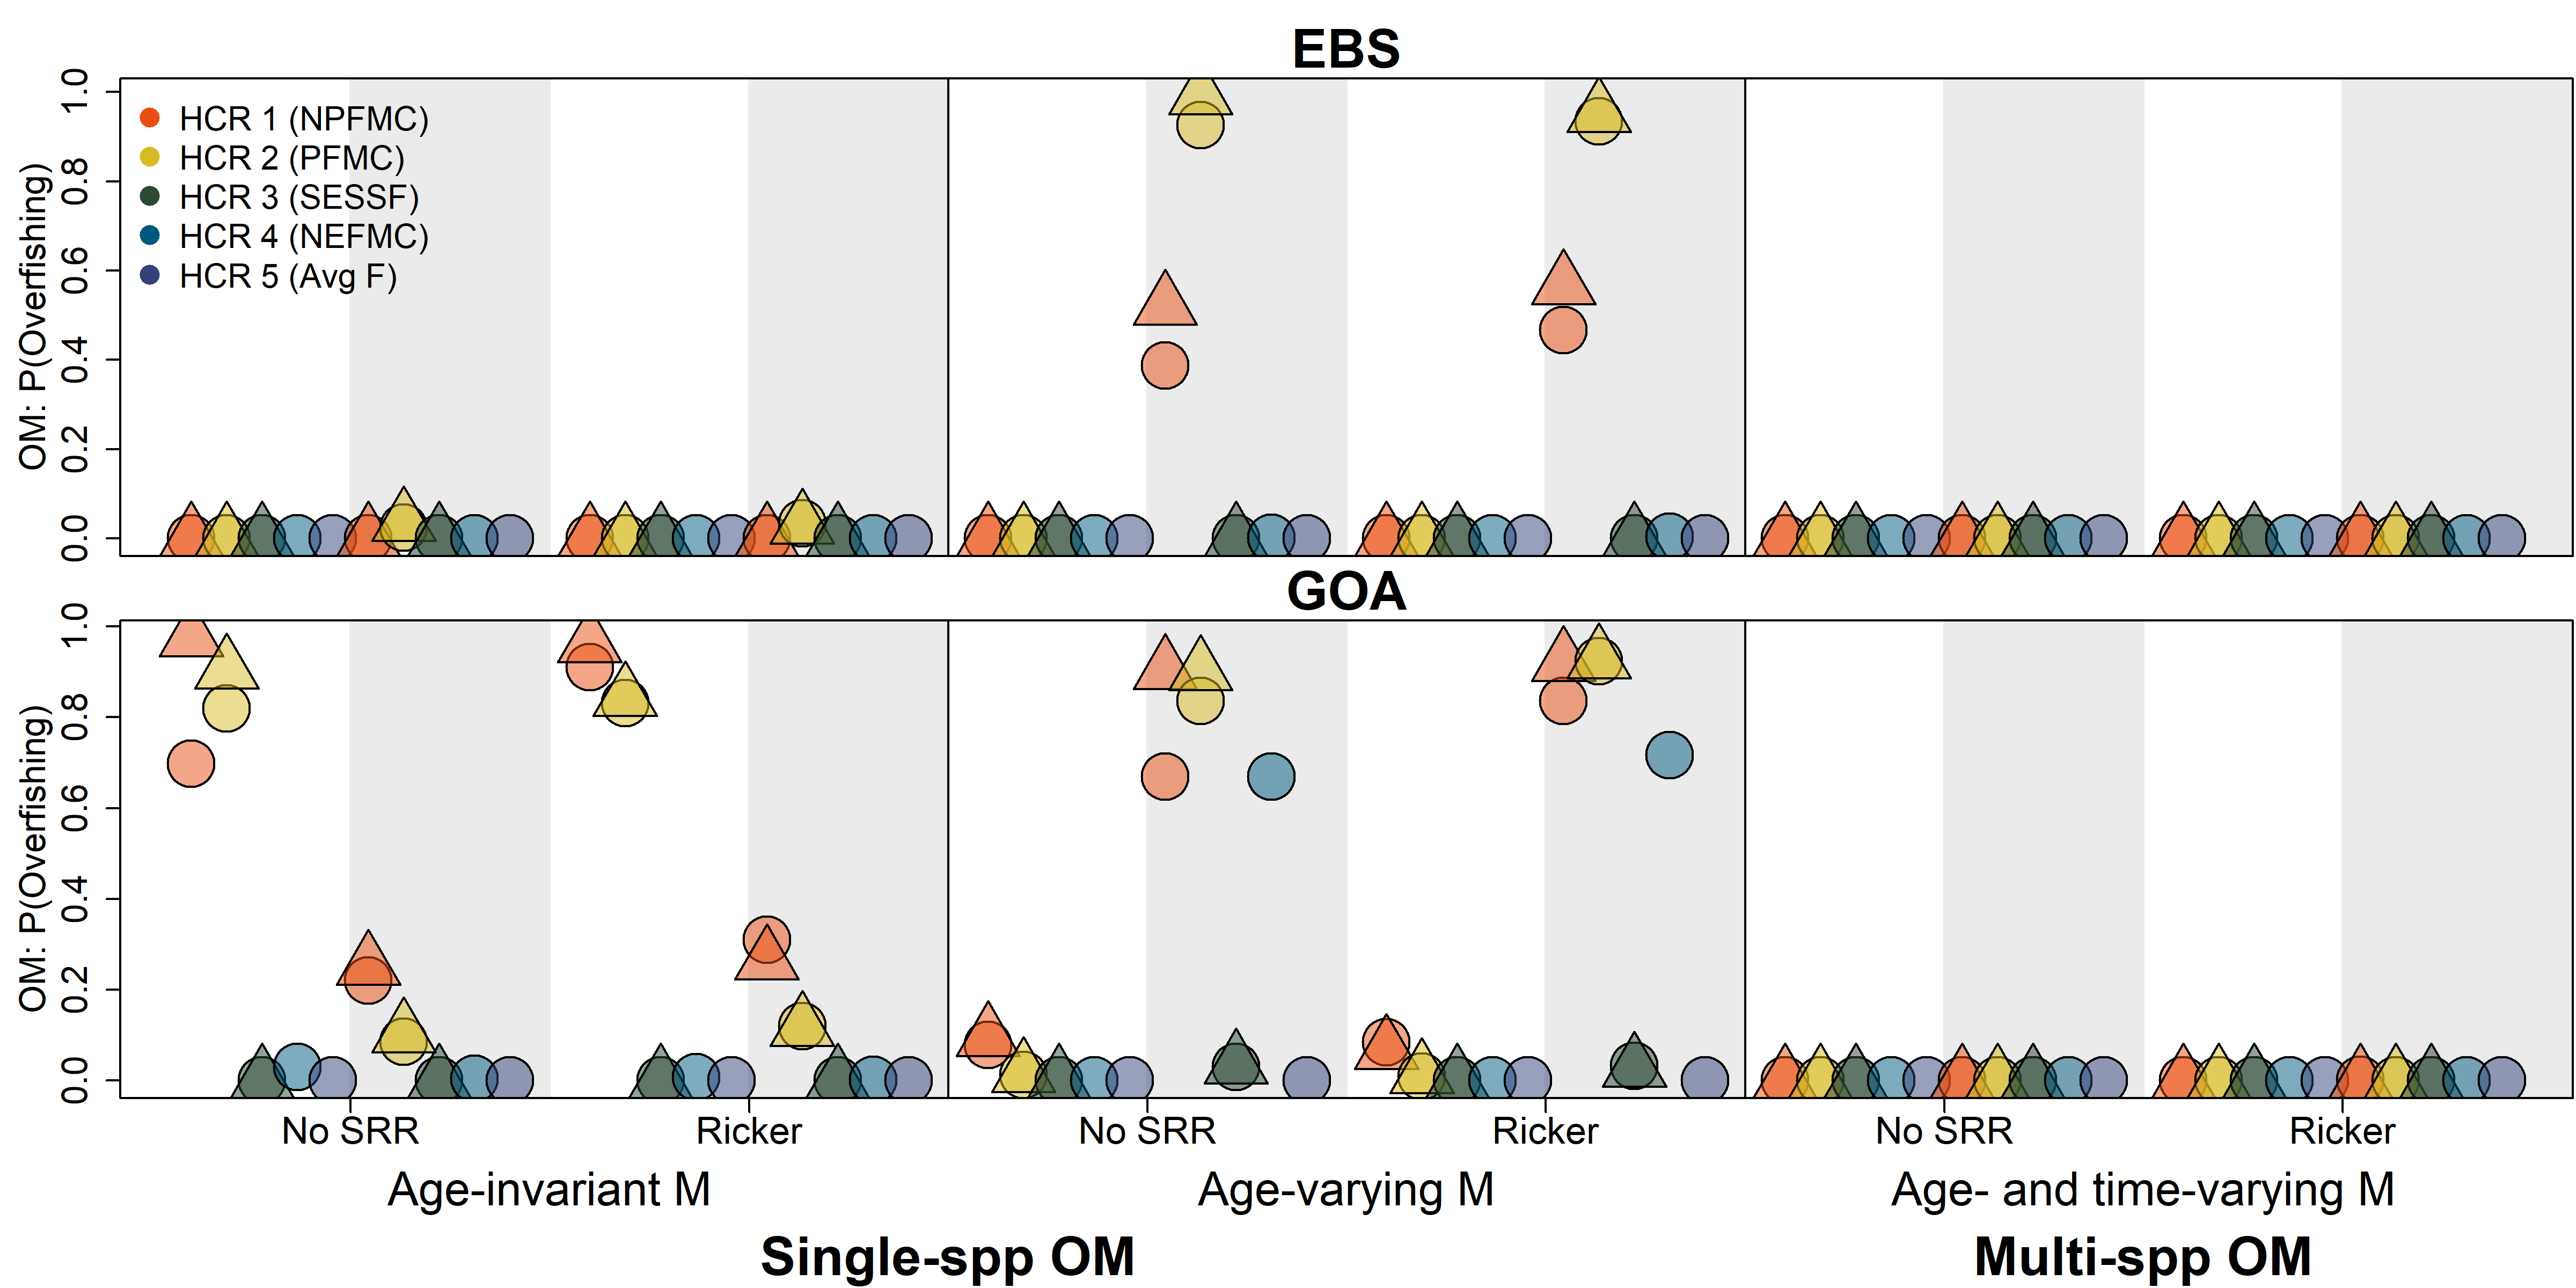 EBS
OM: P(Overfishing)
1.0
0.8
0.6
0.4
0.2
0.0
HCR 1 (NPFMC)
HCR 2 (PFMC)
HCR 3 (SESSF)
HCR 4 (NEFMC)
HCR 5 (Avg F)
GOA
OM: P(Overfishing)
1.0
0.8
0.6
0.4
0.2
0.0
No SRR Ricker No SRR Ricker No SRR Ricker
Age-invariant M Age-varying M Age- and time-varying M
Single-spp OM Multi-spp OM